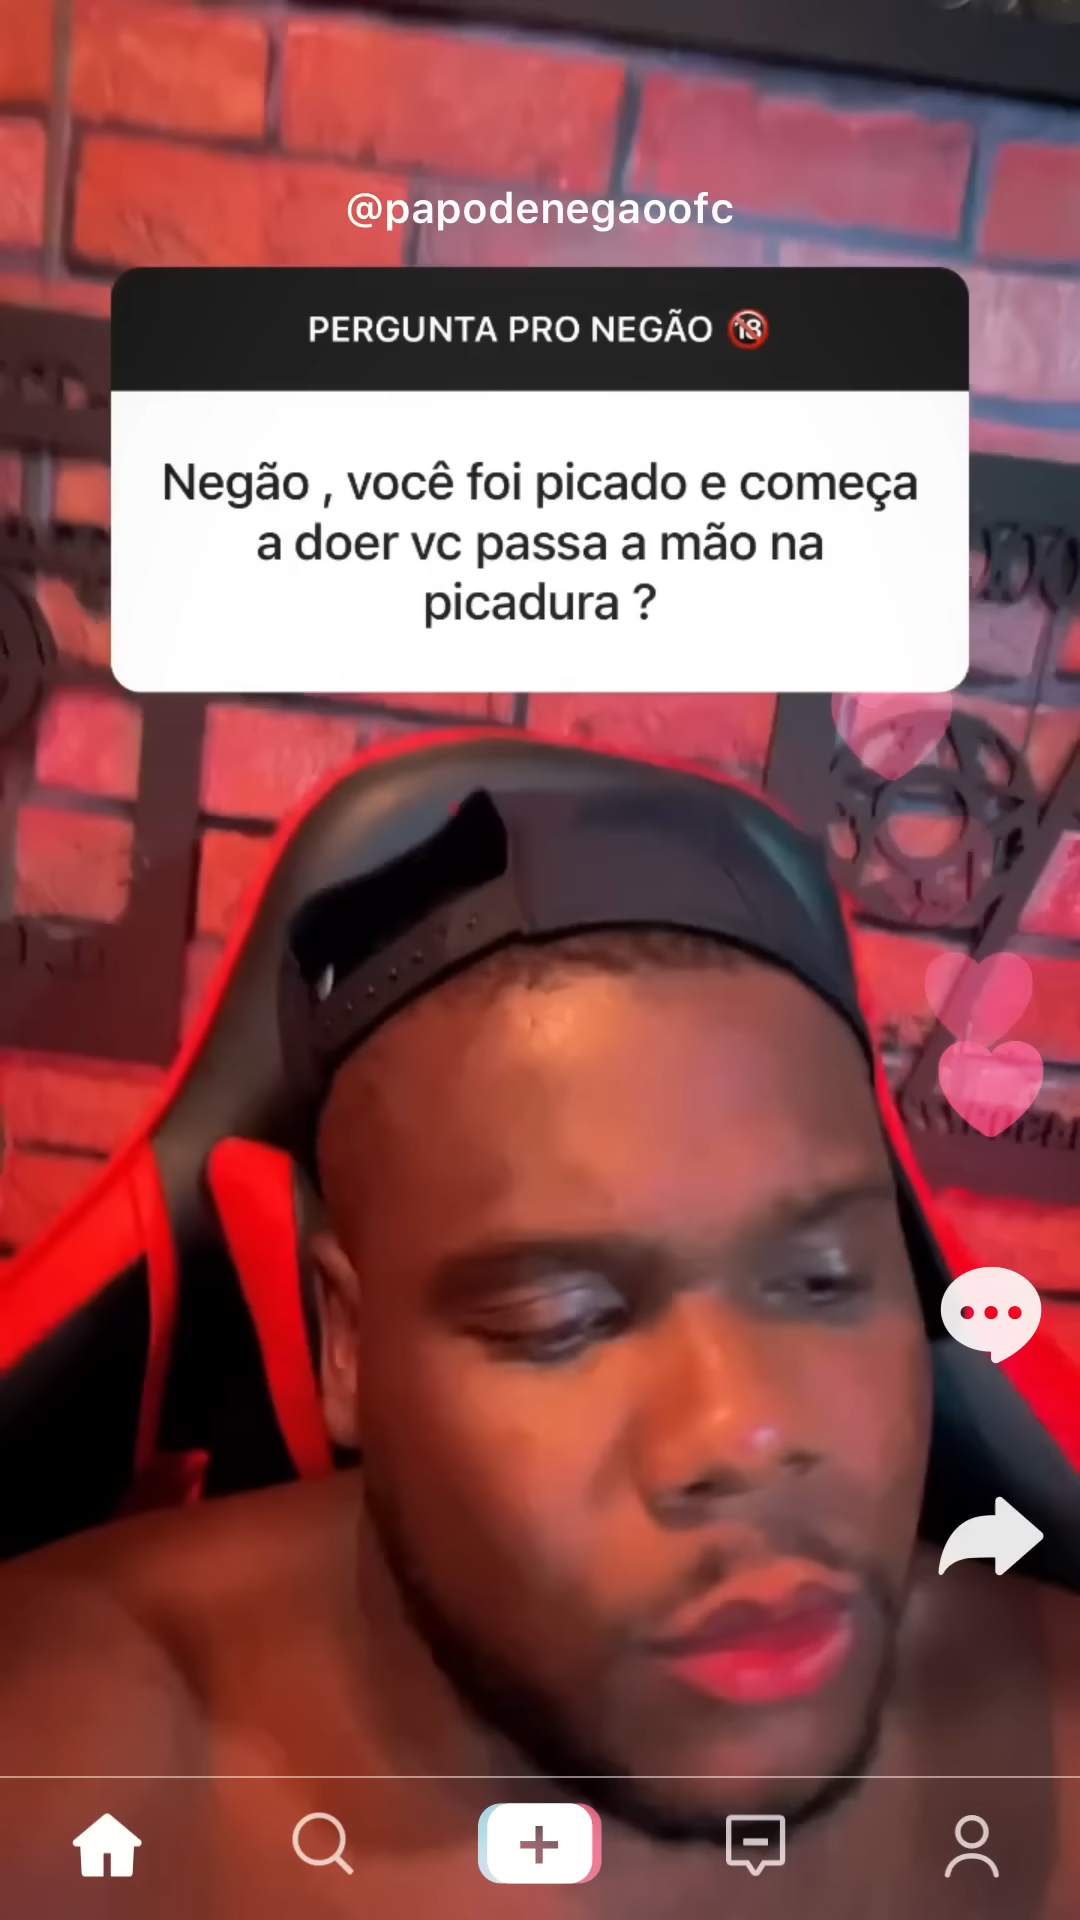 @papodenegaoofc
PERGUNTA PRO NEGÃO 🔞
Negão , você foi picado e começa
a doer vc passa a mão na
picadura ?